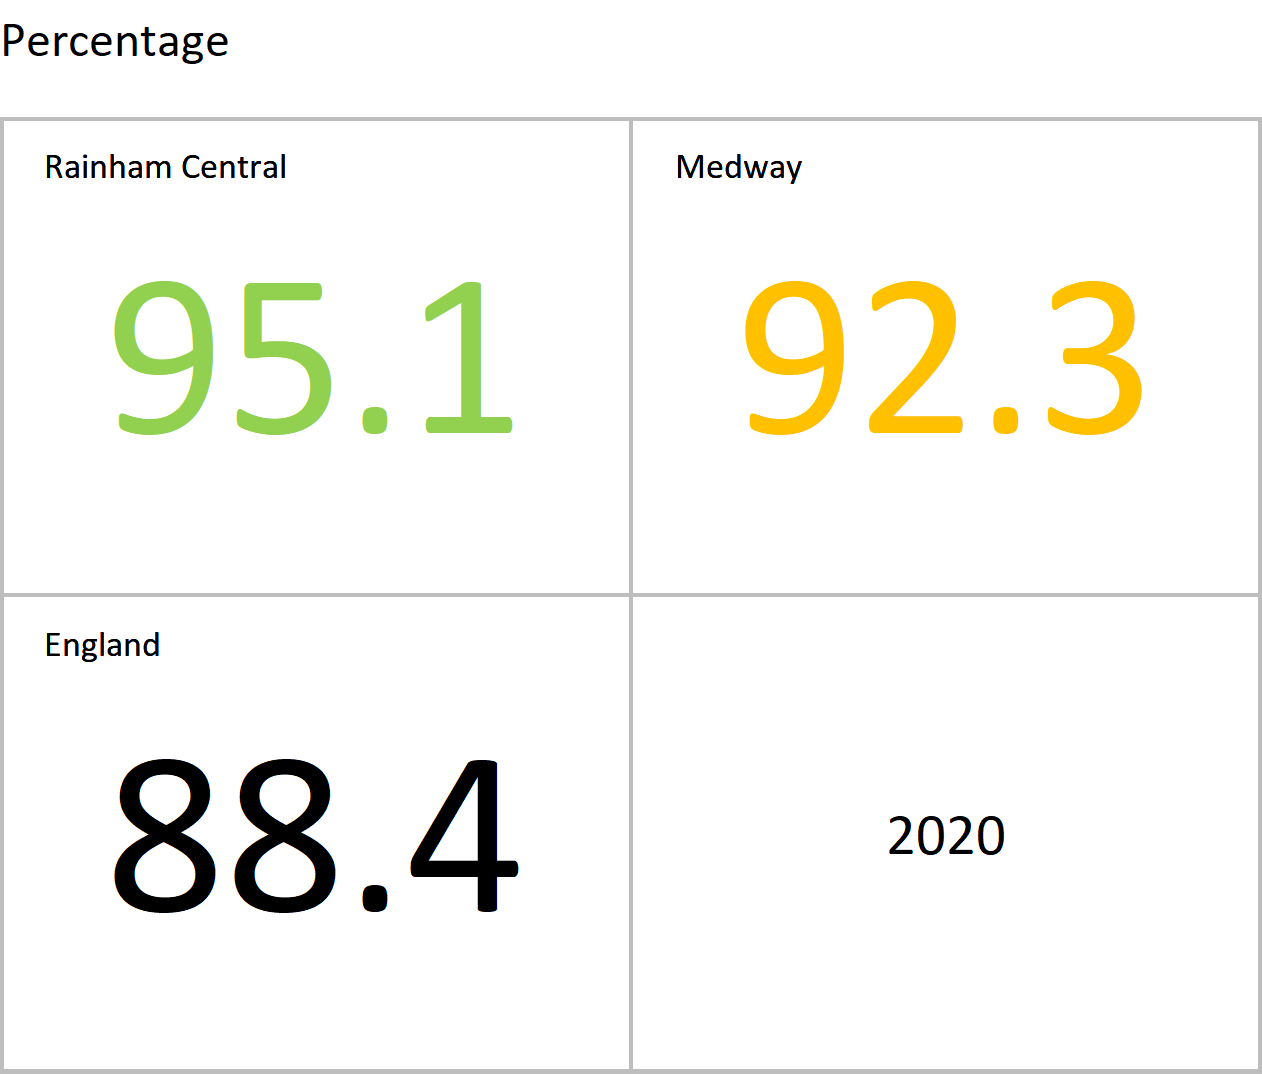 Percentage
Rainham Central
95.1
Medway
92.3
England
88.4
2020